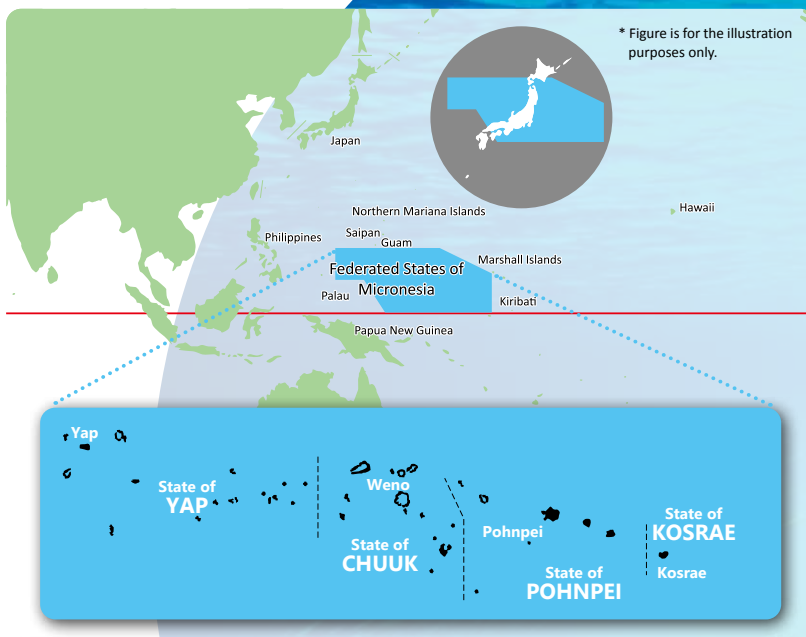 * Figure is for the illustration
purposes only.
Japan
Hawaii
Northern Mariana Islands
Saipan
Philippines
Guam
Marshall Islands
Federated States of
Micronesia
Palau
Kiribati
Papua New Guinea
Yap
State of
YAP
Weno
State of
CHUUK
Pohnpei
State of
POHNPEI
State of
KOSRAE
Kosrae